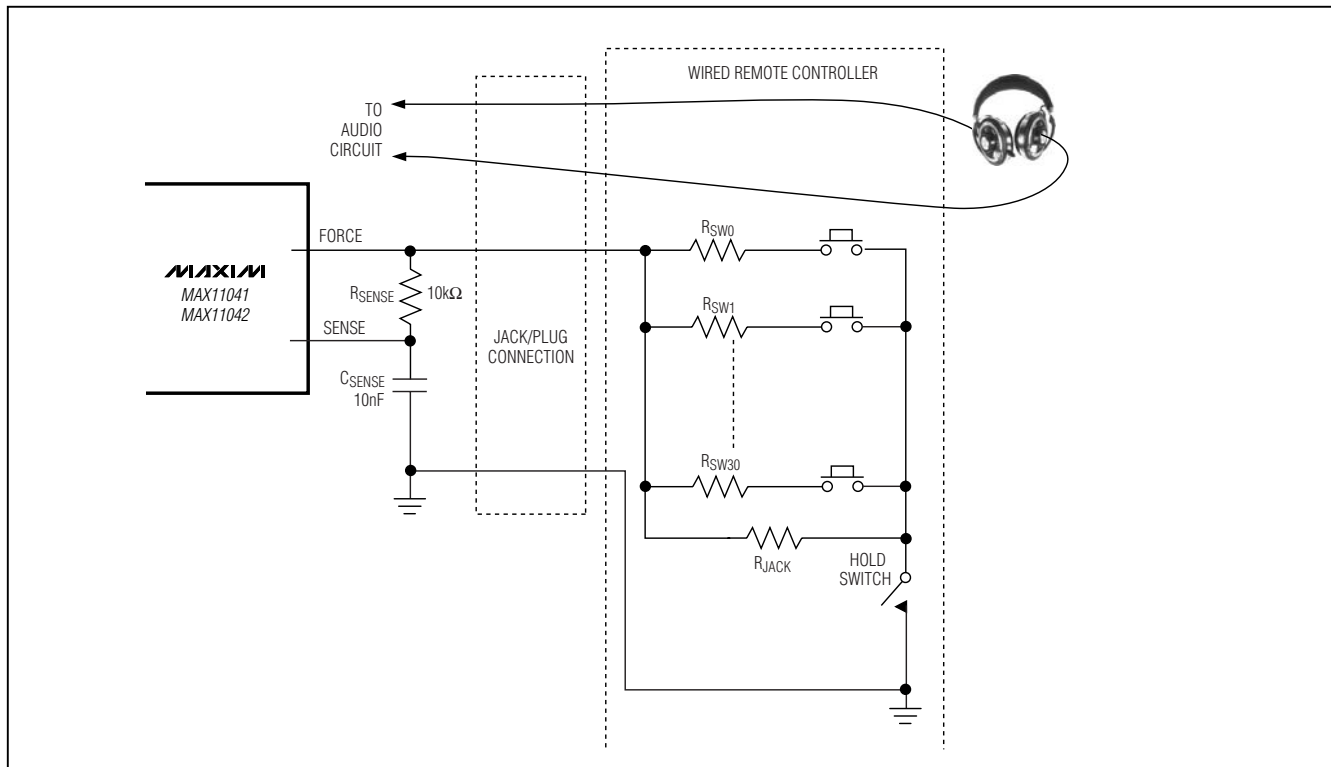 WIRED REMOTE CONTROLLER
TO
AUDIO
CIRCUIT
FORCE
MAXIM
MAX11041
MAX11042
RSENSE
10kΩ
SENSE
CSENSE
10nF
JACK/PLUG
CONNECTION
RSW0
RSW1
RSW30
RJACK
HOLD
SWITCH